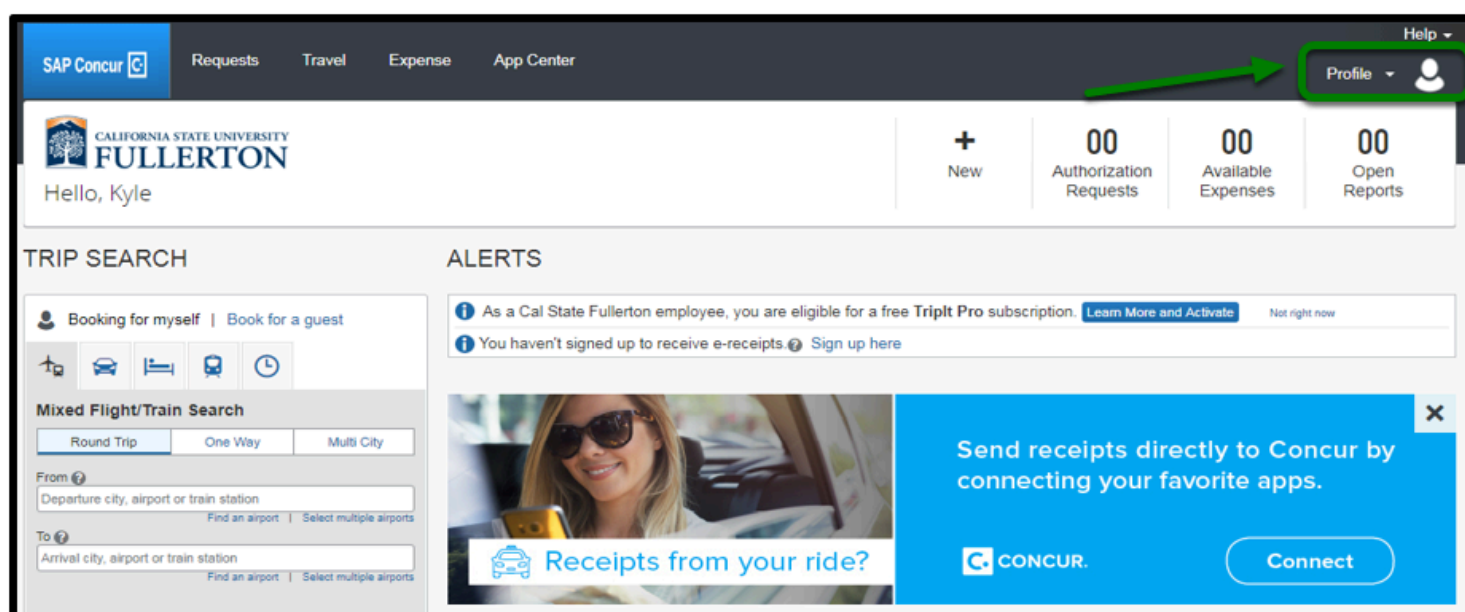 Help
SAP Concur C.
Requests
Travel
Expense
App Center
Profile
CALIFORNIA STATE UNIVERSITY
FULLERTON
Hello, Kyle
+
New
00
Authorization
Requests
00
Available
Expenses
00
Open
Reports
TRIP SEARCH
Booking for myself | Book for a guest
Mixed Flight/Train Search
Round Trip
One Way
Multi City
From ?
Departure city, airport or train station
Find an airport | Select multiple airports
To ?
Arrival city, airport or train station
Find an airport | Select multiple airports
ALERTS
As a Cal State Fullerton employee, you are eligible for a free TripIt Pro subscription. Learn More and Activate Not right now
You haven't signed up to receive e-receipts. ? Sign up here
Receipts from your ride?
Send receipts directly to Concur by
connecting your favorite apps.
C. CONCUR.
Connect